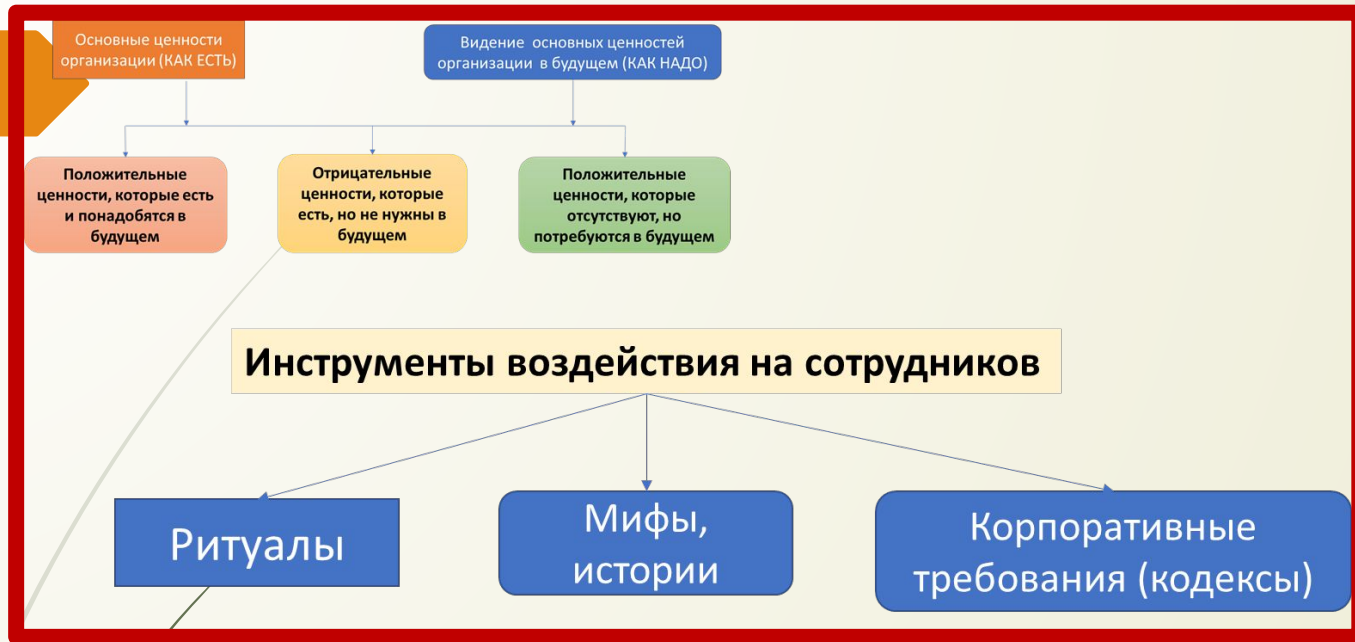 Основные ценности
организации (КАК ЕСТЬ)
Видение основных ценностей
организации в будущем (КАК НАДО)
Положительные
ценности, которые есть
и понадобятся в
будущем
Отрицательные
ценности, которые
есть, но не нужны в
будущем
Положительные
ценности, которые
отсутствуют, но
потребуются в будущем
Инструменты воздействия на сотрудников
Ритуалы
Мифы,
истории
Корпоративные
требования (кодексы)